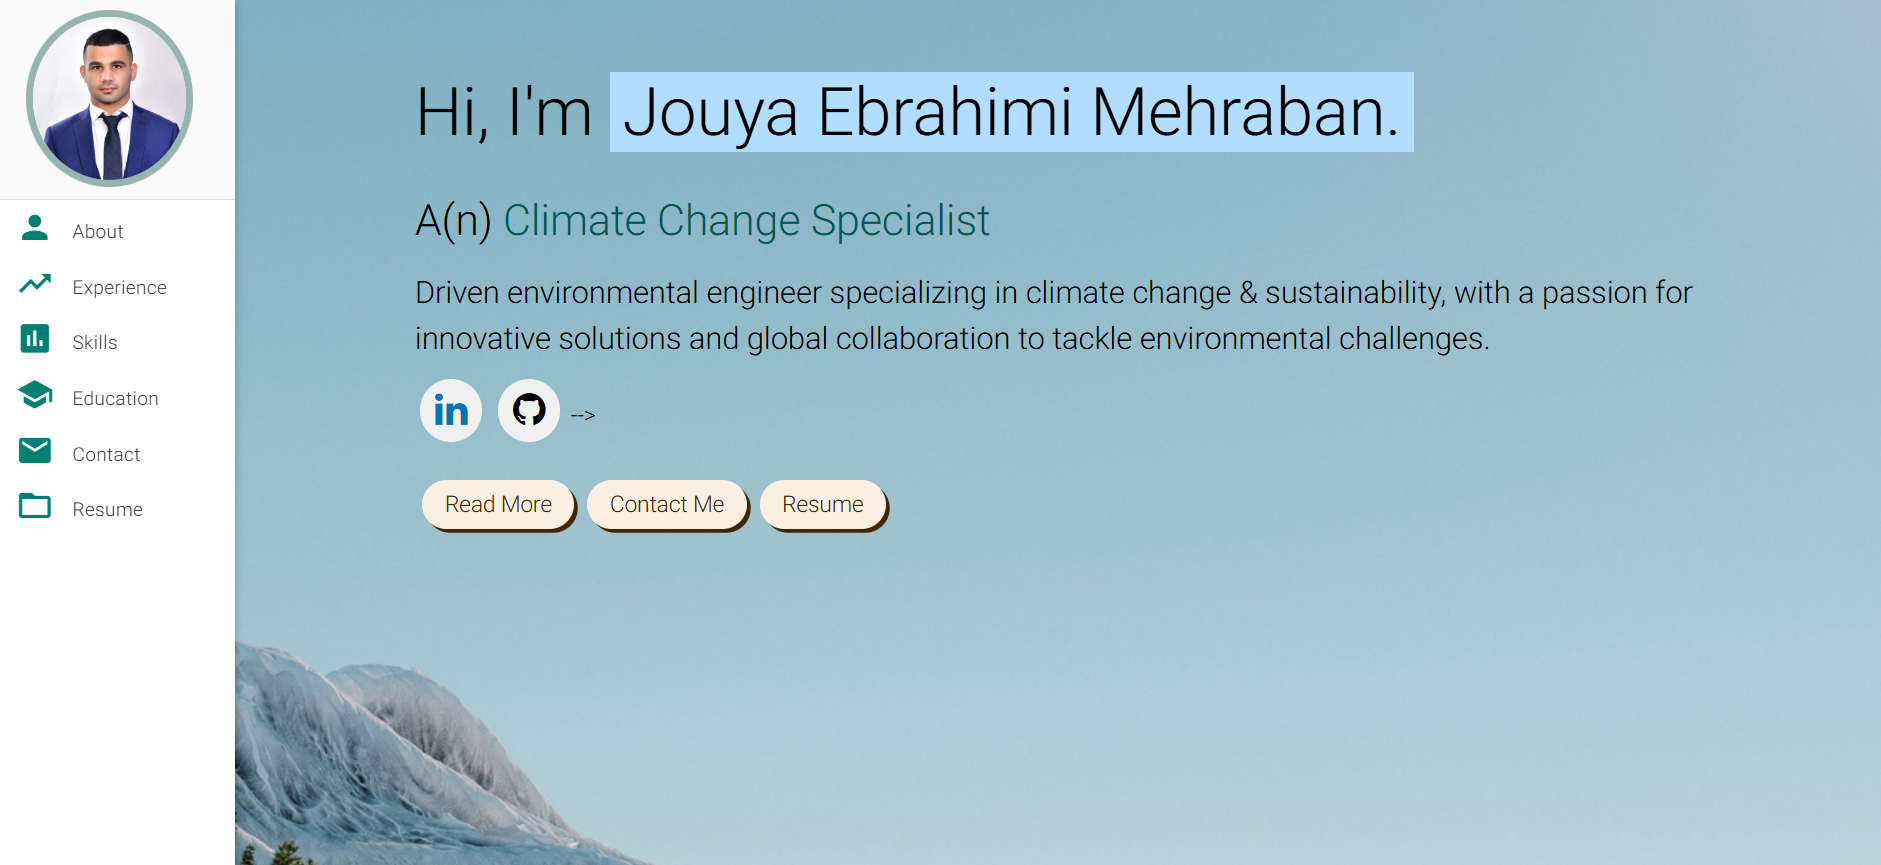 About
Experience
Skills
Education
Contact
Resume
Hi, I'm Jouya Ebrahimi Mehraban.
A(n) Climate Change Specialist
Driven environmental engineer specializing in climate change & sustainability, with a passion for
innovative solutions and global collaboration to tackle environmental challenges.
in -->
Read More Contact Me Resume